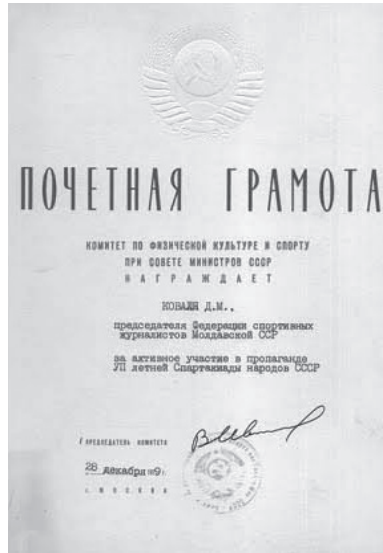 ПОЧЕТНАЯ ГРАМОТА
КОМИТЕТ ПО ФИЗИЧЕСКОЙ КУЛЬТУРЕ И СПОРТУ
ПРИ СОВЕТЕ МИНИСТРОВ СССР
НАГРАЖДАЕТ
Д.М.,
председателя Федерации спортивных
журналистов Молдавской ССР
за активное участие в пропаганде
УП летней Спартакиады народов СССР
ПРЕДСЕДАТЕЛЬ КОМИТЕТА
28 декабря
г. МОСКВА